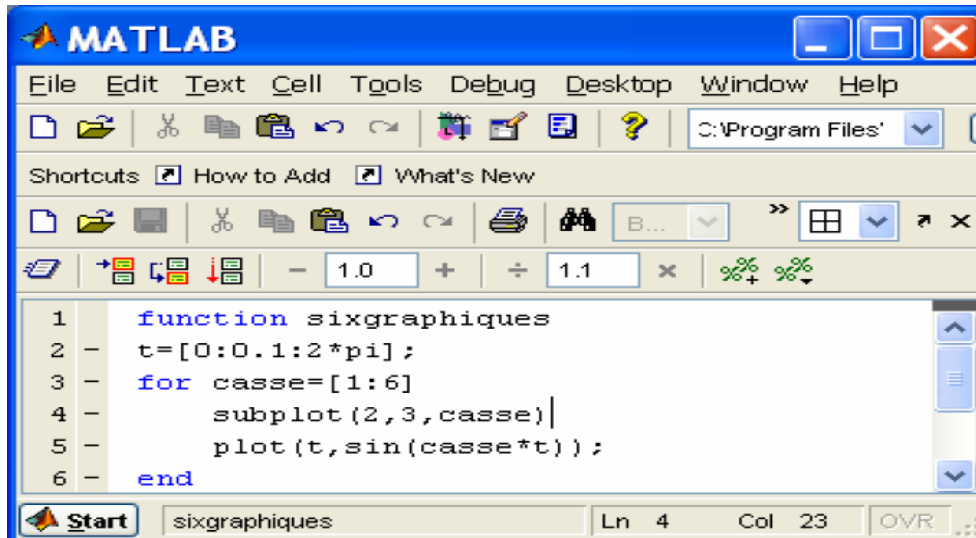 MATLAB
File Edit Text Cell Tools Debug Desktop Window Help
C:\Program Files'
Shortcuts How to Add What's New
B... »
1.0 + ÷ 1.1 ×
1 function sixgraphiques
2 - t=[0:0.1:2*pi];
3 - for casse=[1:6]
4 - subplot(2,3,casse)
5 - plot(t,sin(casse*t));
6 - end
Start sixgraphiques Ln 4 Col 23 OVR